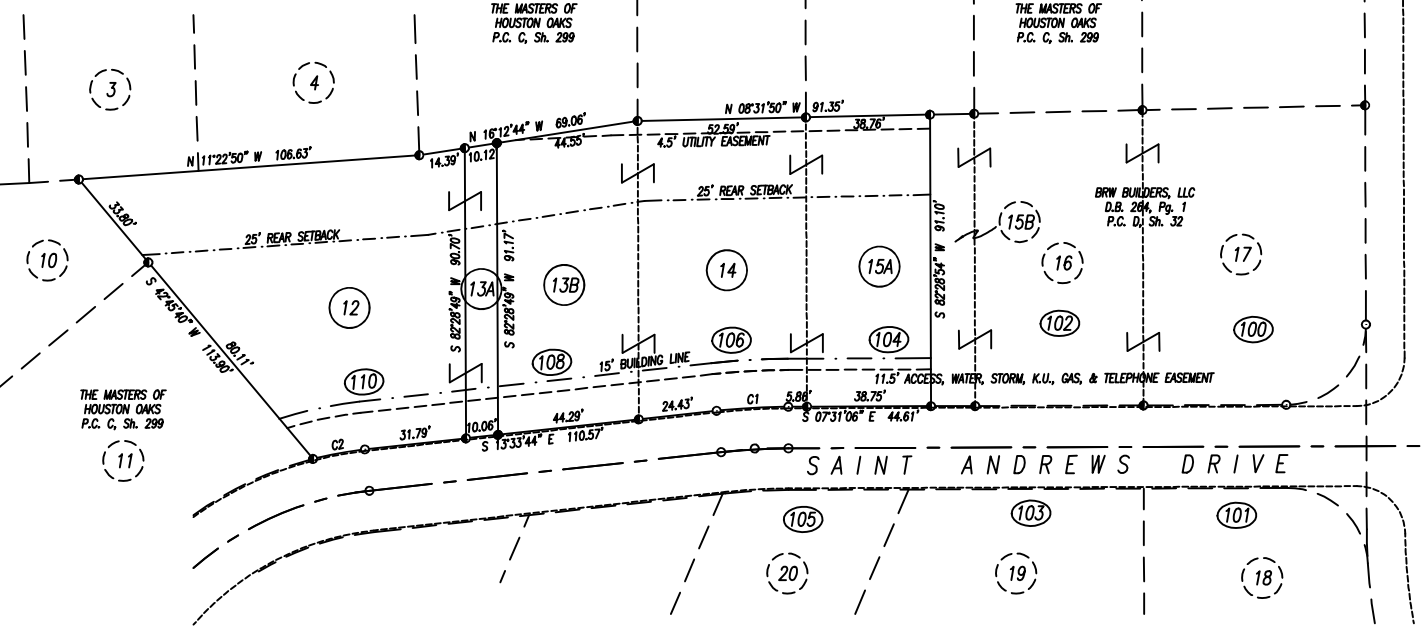 THE MASTERS OF
HOUSTON OAKS
P.C. C, Sh. 299
THE MASTERS OF
HOUSTON OAKS
P.C. C, Sh. 299
3
4
N 11°22'50" W 106.63'
14.39'
10.12
N 16°12'44" W 69.06'
44.55'
N 08°31'50" W 91.35'
52.59'
38.76'
4.5' UTILITY EASEMENT
33.80'
25' REAR SETBACK
25' REAR SETBACK
BRW BUILDERS, LLC
D.B. 264, Pg. 1
P.C. D, Sh. 32
10
12
13A
13B
14
15A
15B
16
17
S 42°45'40" W 113.90'
80.11'
S 82°28'49" W 90.70'
S 82°28'49" W 91.17'
S 82°28'54" W 91.10'
110
108
106
104
102
100
15' BUILDING LINE
11.5' ACCESS, WATER, STORM, K.U., GAS, & TELEPHONE EASEMENT
THE MASTERS OF
HOUSTON OAKS
P.C. C, Sh. 299
11
C2
31.79'
10.06'
44.29'
24.43'
C1
5.86'
38.75'
S 13°33'44" E 110.57'
S 07°31'06" E 44.61'
SAINT ANDREWS DRIVE
105
103
101
20
19
18